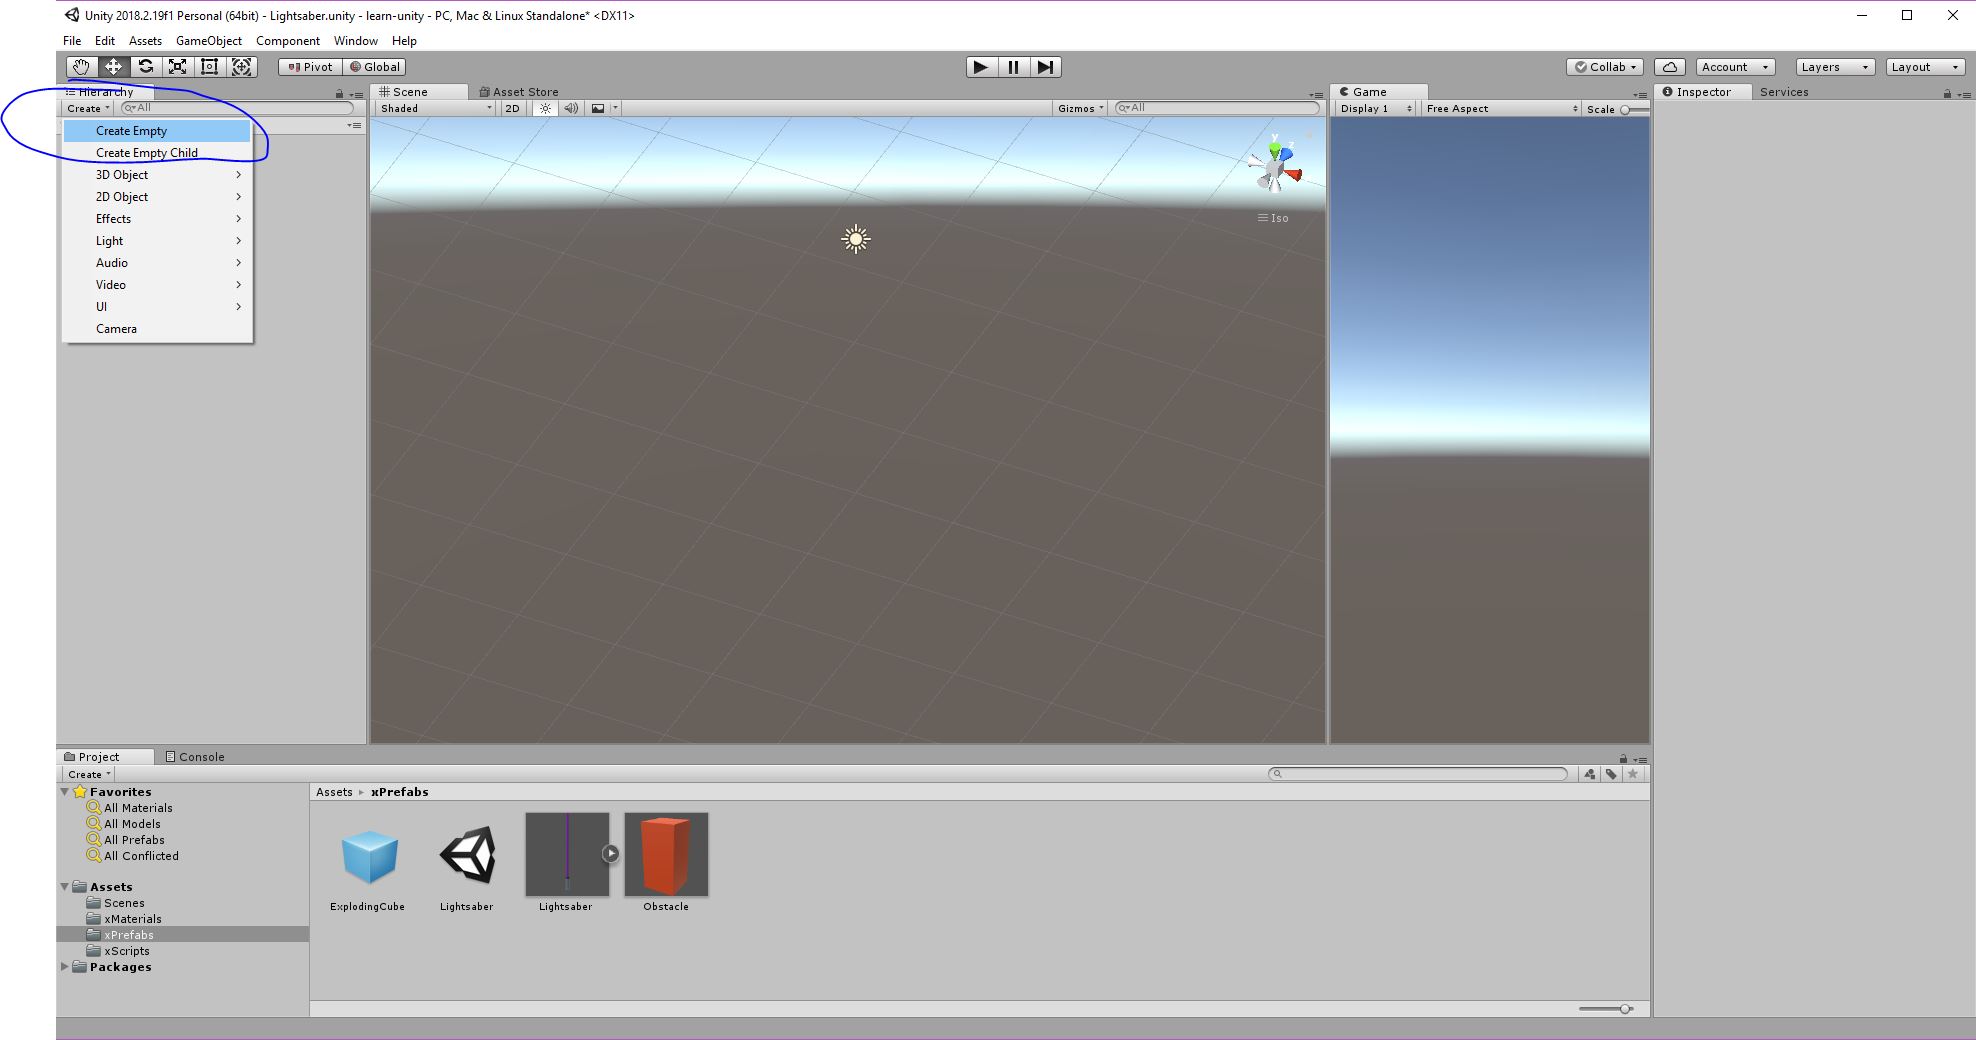 Unity 2018.2.19f1 Personal (64bit) - Lightsaber.unity - learn-unity - PC, Mac & Linux Standalone* <DX11>
File Edit Assets GameObject Component Window Help
Pivot Global Collab Account Layers Layout
Hierarchy
Create All
Create Empty
Create Empty Child
3D Object
2D Object
Effects
Light
Audio
Video
UI
Camera
Scene Asset Store
Shaded 2D Gizmos All
y
z
Iso
Game
Display 1 Free Aspect Scale
Inspector Services
Project Console
Create
Favorites
All Materials
All Models
All Prefabs
All Conflicted
Assets
Scenes
xMaterials
xPrefabs
xScripts
Packages
Assets xPrefabs
ExplodingCube Lightsaber Lightsaber Obstacle